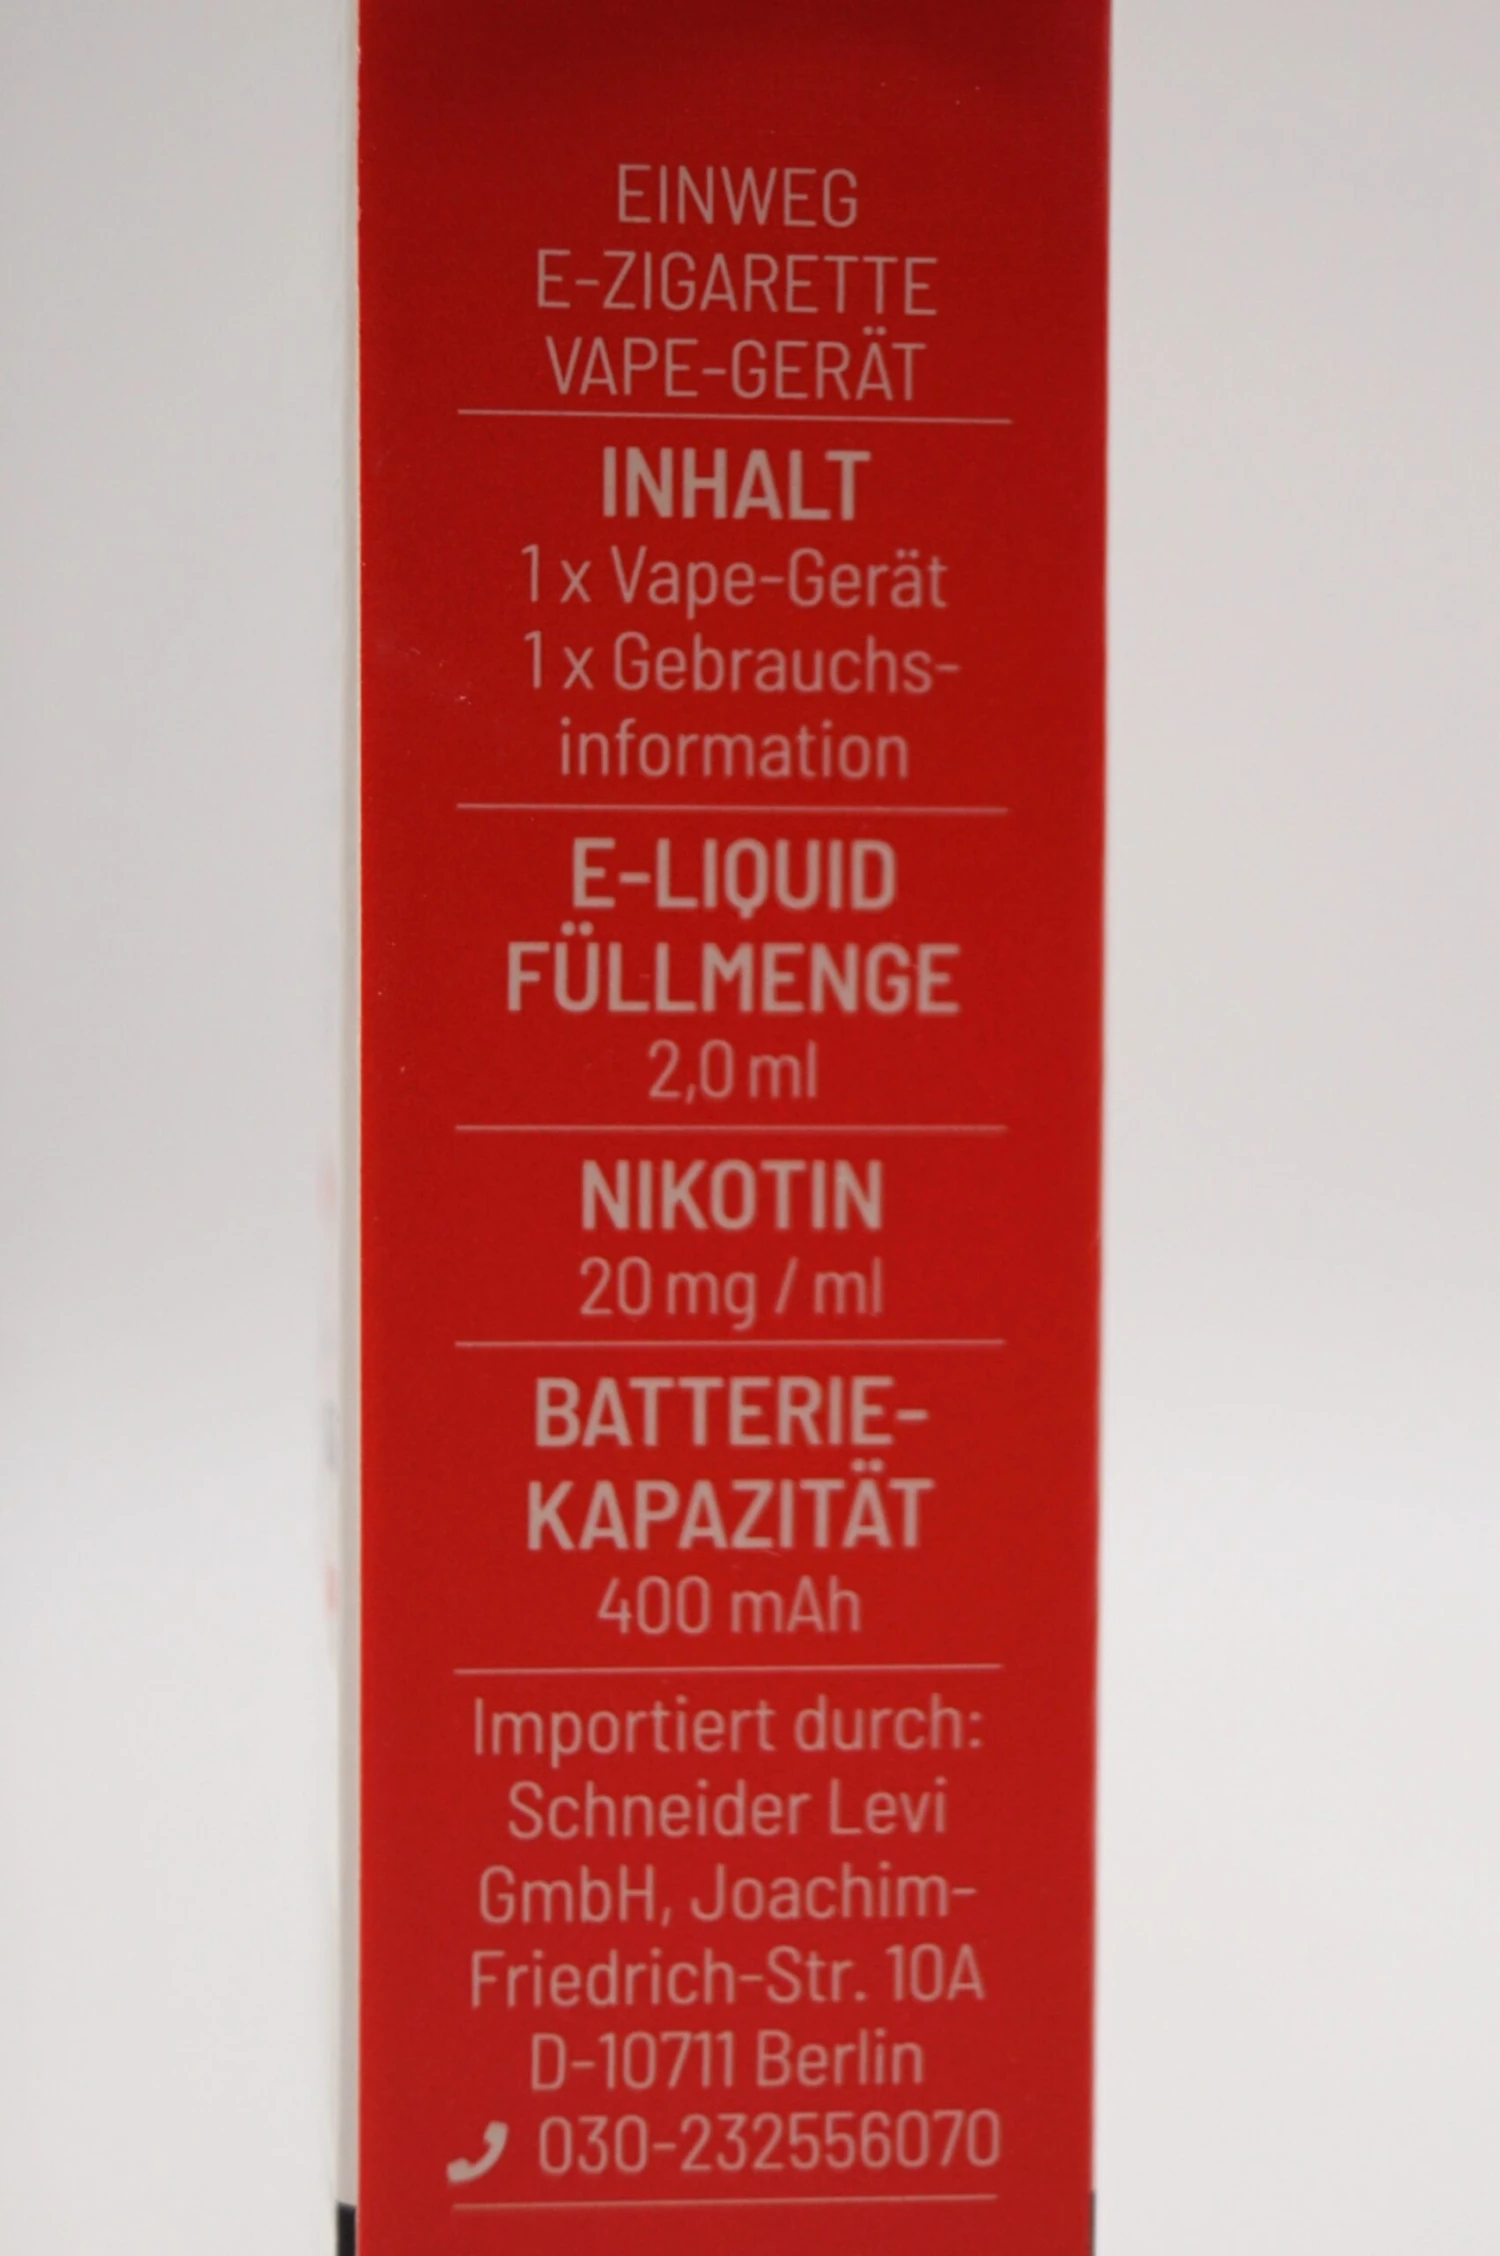 EINWEG
E-ZIGARETTE
VAPE-GERÄT
INHALT
1 x Vape-Gerät
1 x Gebrauchs-
information
E-LIQUID
FÜLLMENGE
2,0 ml
NIKOTIN
20 mg / ml
BATTERIE-
KAPAZITÄT
400 mAh
Importiert durch:
Schneider Levi
GmbH, Joachim-
Friedrich-Str. 10A
D-10711 Berlin
030-232556070